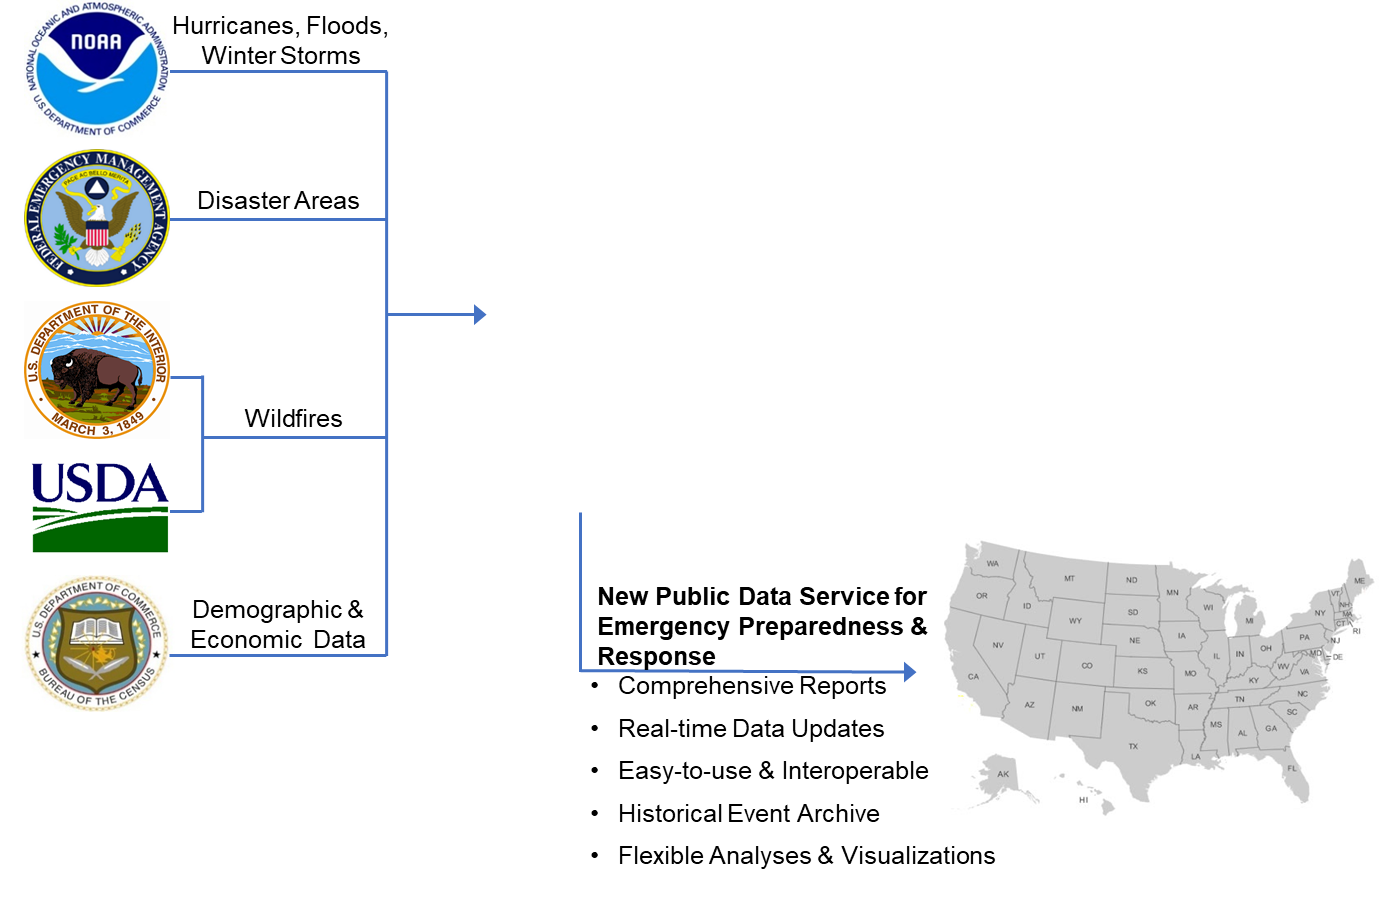 NATIONAL OCEANIC AND ATMOSPHERIC ADMINISTRATION
NOAA
U.S. DEPARTMENT OF COMMERCE
Hurricanes, Floods,
Winter Storms
FEDERAL EMERGENCY MANAGEMENT AGENCY
PACE AC BELLO MERITA
Disaster Areas
U.S. DEPARTMENT OF THE INTERIOR
MARCH 3, 1849
Wildfires
USDA
U.S. DEPARTMENT OF COMMERCE
BUREAU OF THE CENSUS
Demographic &
Economic Data
New Public Data Service for
Emergency Preparedness &
Response
• Comprehensive Reports
• Real-time Data Updates
• Easy-to-use & Interoperable
• Historical Event Archive
• Flexible Analyses & Visualizations
WA
MT
ND
MN
ME
OR
ID
SD
WI
MI
VT
NH
NY
MA
CT
RI
WY
IA
NE
PA
NJ
NV
UT
CO
IL
IN
OH
MD
DE
CA
KS
MO
WV
VA
KY
AZ
NM
OK
AR
TN
NC
SC
MS
AL
GA
TX
LA
FL
AK
HI